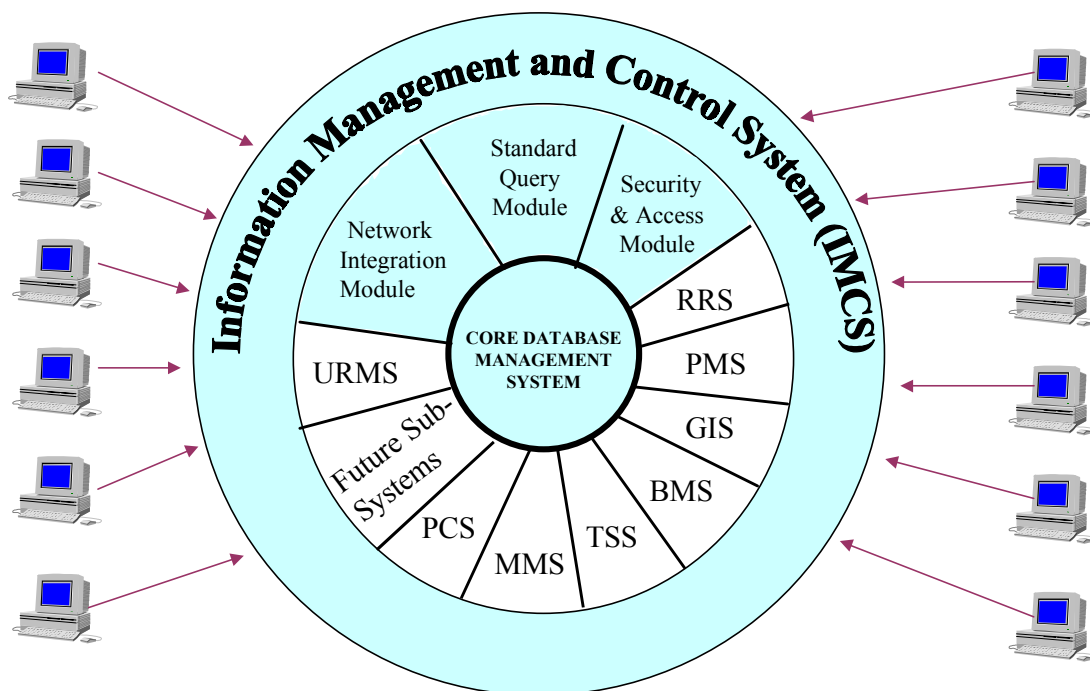 Information Management and Control System (IMCS)
Standard
Query
Module
Security
& Access
Module
Network
Integration
Module
RRS
CORE DATABASE
MANAGEMENT
SYSTEM
URMS
PMS
GIS
Future Sub-
Systems
BMS
PCS
MMS
TSS